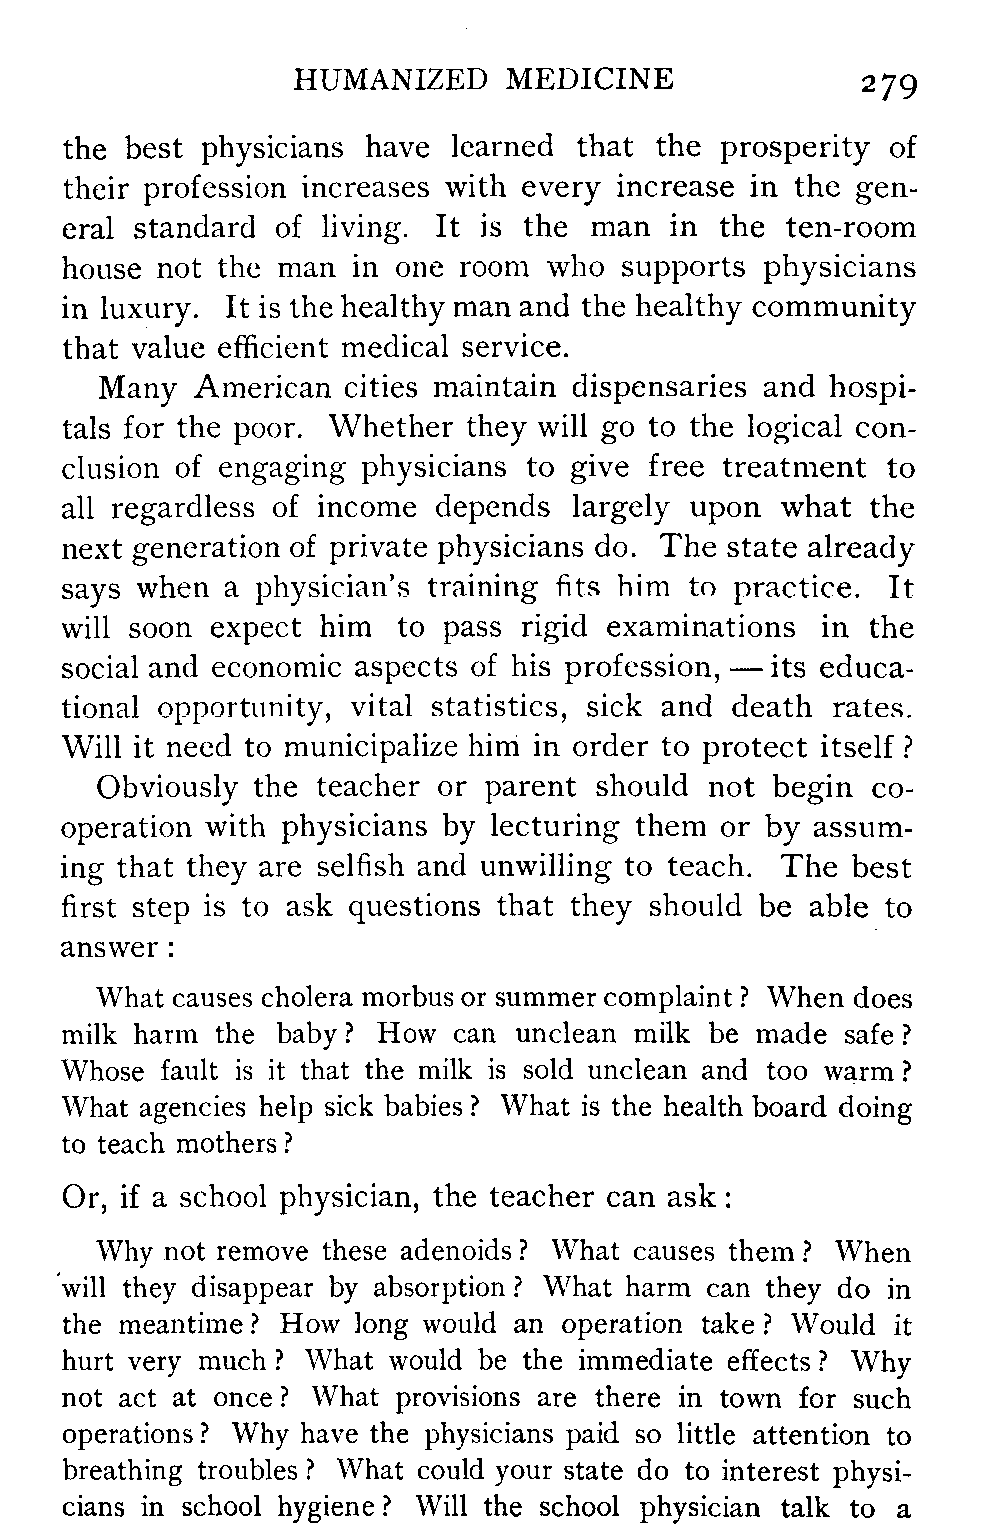 HUMANIZED MEDICINE 279
the best physicians have learned that the prosperity of
their profession increases with every increase in the gen-
eral standard of living. It is the man in the ten-room
house not the man in one room who supports physicians
in luxury. It is the healthy man and the healthy community
that value efficient medical service.
Many American cities maintain dispensaries and hospi-
tals for the poor. Whether they will go to the logical con-
clusion of engaging physicians to give free treatment to
all regardless of income depends largely upon what the
next generation of private physicians do. The state already
says when a physician's training fits him to practice. It
will soon expect him to pass rigid examinations in the
social and economic aspects of his profession, — its educa-
tional opportunity, vital statistics, sick and death rates.
Will it need to municipalize him in order to protect itself ?
Obviously the teacher or parent should not begin co-
operation with physicians by lecturing them or by assum-
ing that they are selfish and unwilling to teach. The best
first step is to ask questions that they should be able to
answer :
What causes cholera morbus or summer complaint ? When does
milk harm the baby ? How can unclean milk be made safe ?
Whose fault is it that the milk is sold unclean and too warm ?
What agencies help sick babies ? What is the health board doing
to teach mothers ?
Or, if a school physician, the teacher can ask :
Why not remove these adenoids ? What causes them ? When
will they disappear by absorption ? What harm can they do in
the meantime ? How long would an operation take ? Would it
hurt very much ? What would be the immediate effects ? Why
not act at once ? What provisions are there in town for such
operations ? Why have the physicians paid so little attention to
breathing troubles ? What could your state do to interest physi-
cians in school hygiene ? Will the school physician talk to a